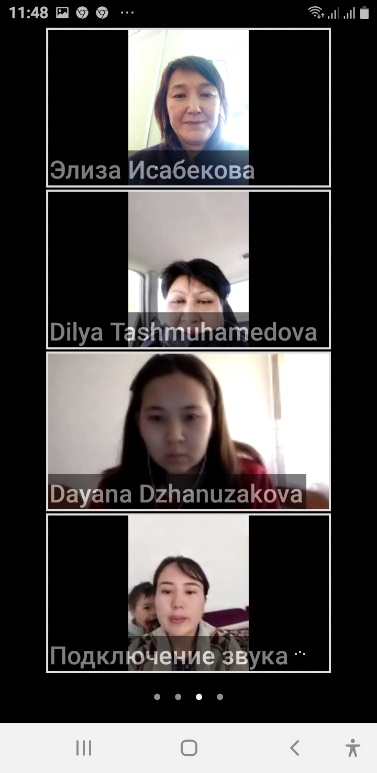 11:48
Элиза Исабекова
Dilya Tashmuhamedova
Dayana Dzhanuzakova
Подключение звука